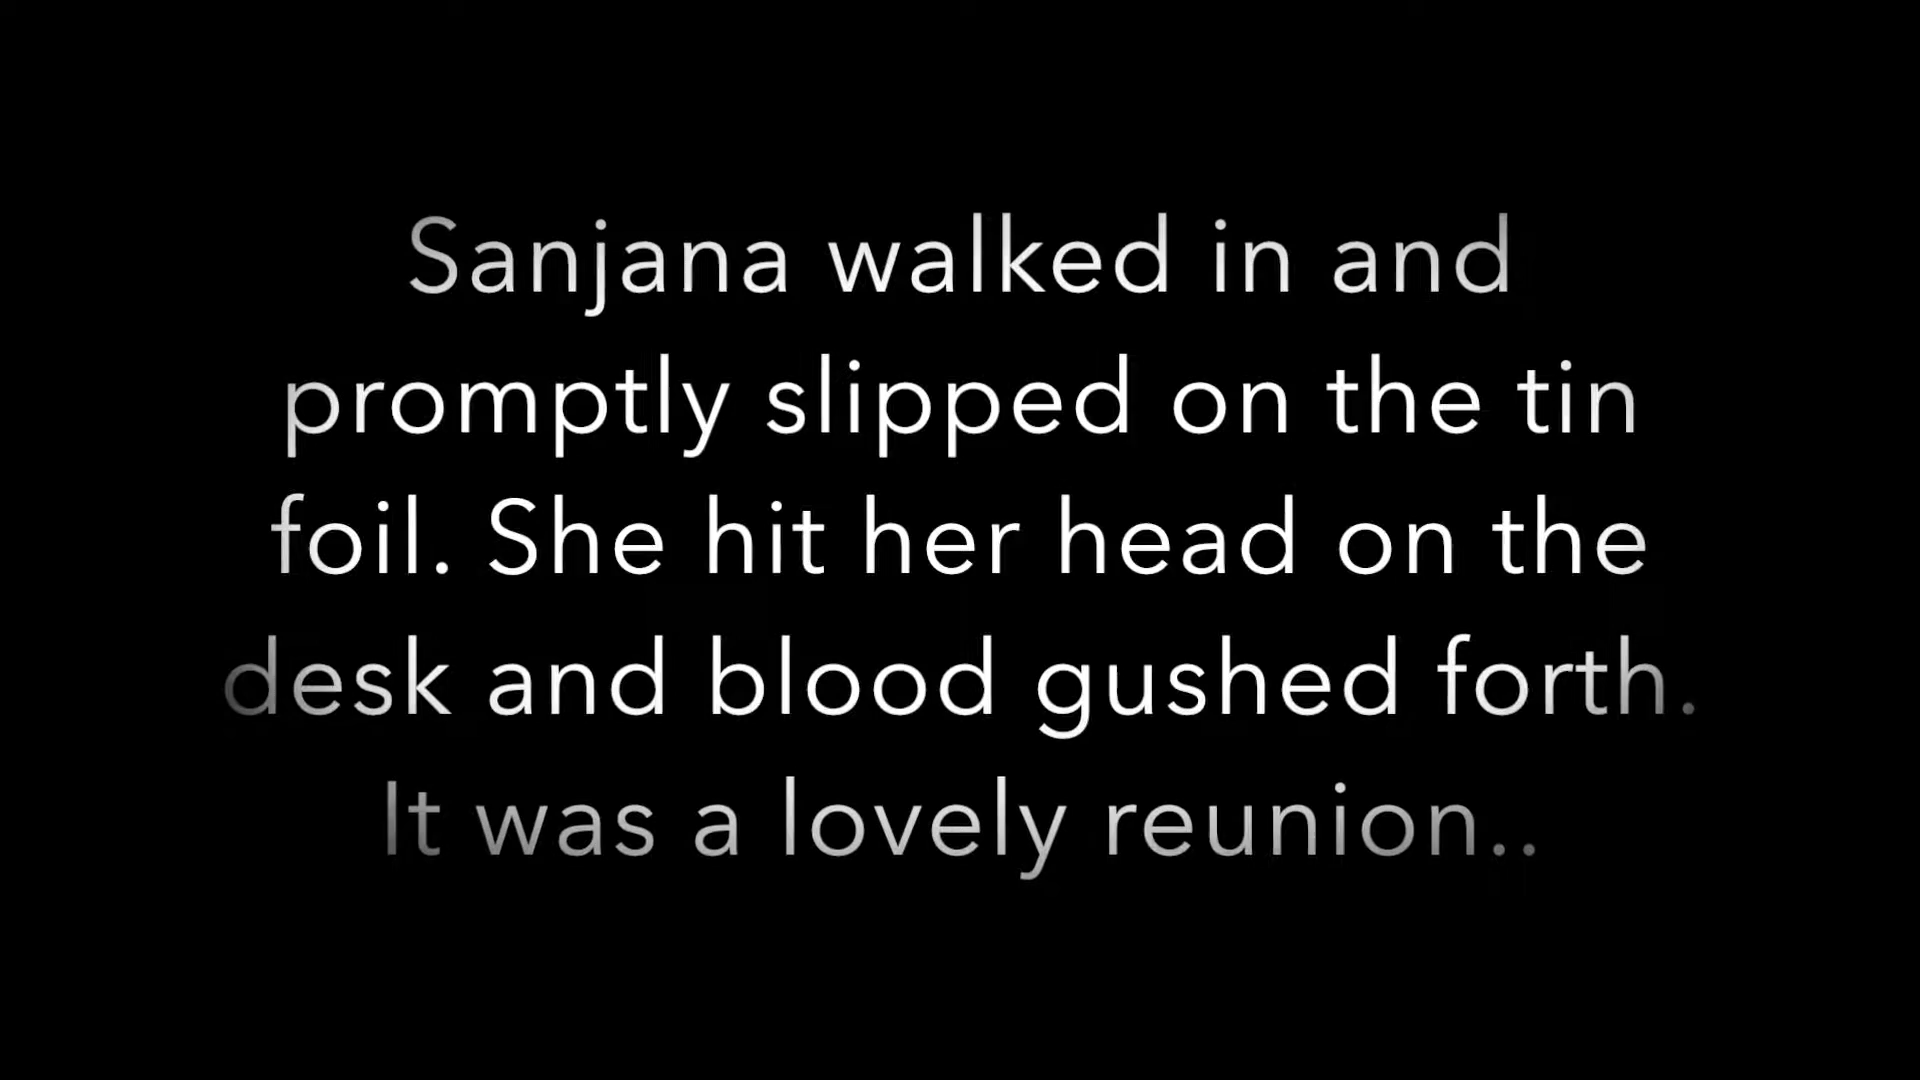 Sanjana walked in and
promptly slipped on the tin
foil. She hit her head on the
desk and blood gushed forth.
It was a lovely reunion..